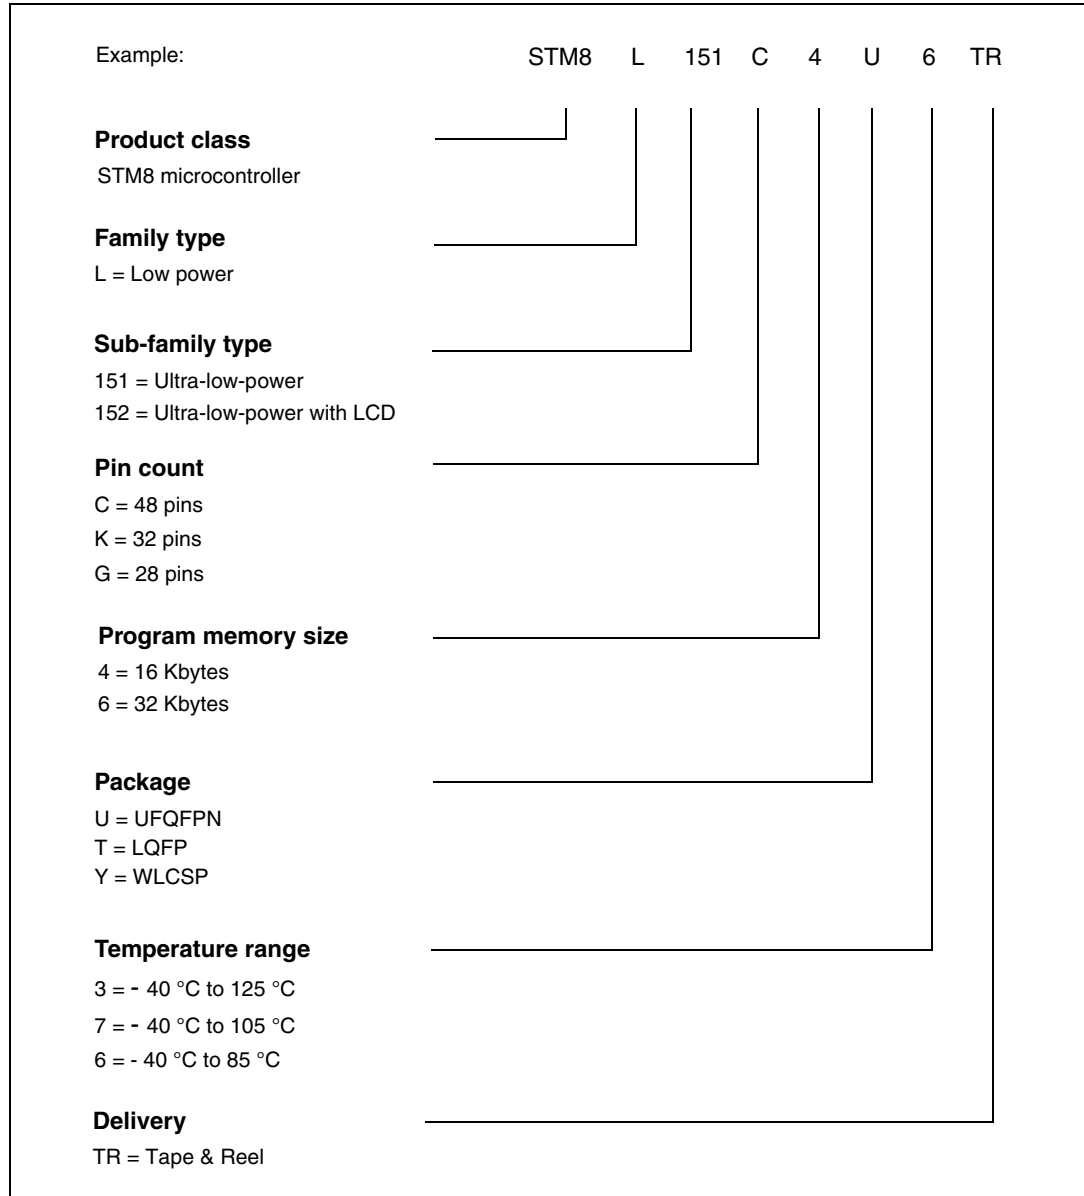 Example: STM8 L 151 C 4 U 6 TR
Product class
STM8 microcontroller
Family type
L = Low power
Sub-family type
151 = Ultra-low-power
152 = Ultra-low-power with LCD
Pin count
C = 48 pins
K = 32 pins
G = 28 pins
Program memory size
4 = 16 Kbytes
6 = 32 Kbytes
Package
U = UFQFPN
T = LQFP
Y = WLCSP
Temperature range
3 = - 40 °C to 125 °C
7 = - 40 °C to 105 °C
6 = - 40 °C to 85 °C
Delivery
TR = Tape & Reel